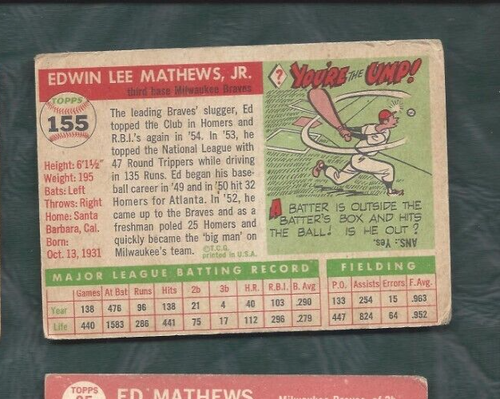 EDWIN LEE MATHEWS, JR.
third base Milwaukee Braves
TOPPS
155
Height: 6'1½"
Weight: 195
Bats: Left
Throws: Right
Home: Santa
Barbara, Cal.
Born:
Oct. 13, 1931
The leading Braves' slugger, Ed
topped the Club in Homers and
R.B.I.'s again in '54. In '53, he
topped the National League with
47 Round Trippers while driving
in 135 Runs. Ed began his base-
ball career in '49 and in '50 hit 32
Homers for Atlanta. In '52, he
came up to the Braves and as a
freshman poled 25 Homers and
quickly became the 'big man' on
Milwaukee's team.
© T.C.G.
printed in U.S.A.
?
YOU'RE THE UMP!
A BATTER IS OUTSIDE THE
BATTER'S BOX AND HITS
THE BALL! IS HE OUT?
ANS.: Yes.
MAJOR LEAGUE BATTING RECORD FIELDING
Games At Bat Runs Hits 2b 3b H.R. R.B.I. B. Avg P.O. Assists Errors F. Avg.
Year 138 476 96 138 21 4 40 103 .290 133 254 15 .963
Life 440 1583 286 441 75 17 112 296 .279 447 824 64 .952
TOPPS
ED MATHEWS